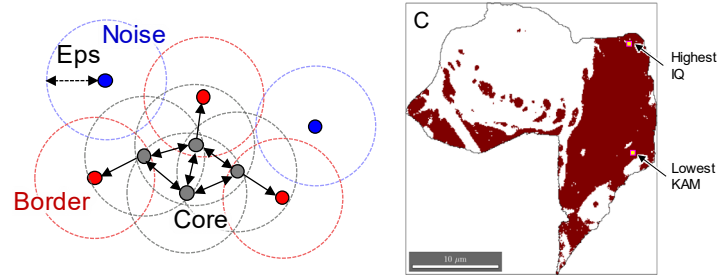 Noise
Eps
Border
Core
C
Highest
IQ
Lowest
KAM
10 μm